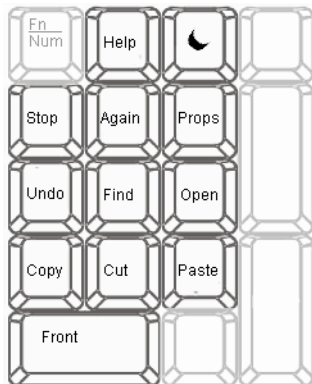 Fn
Num
Help
Stop
Again
Props
Undo
Find
Open
Copy
Cut
Paste
Front